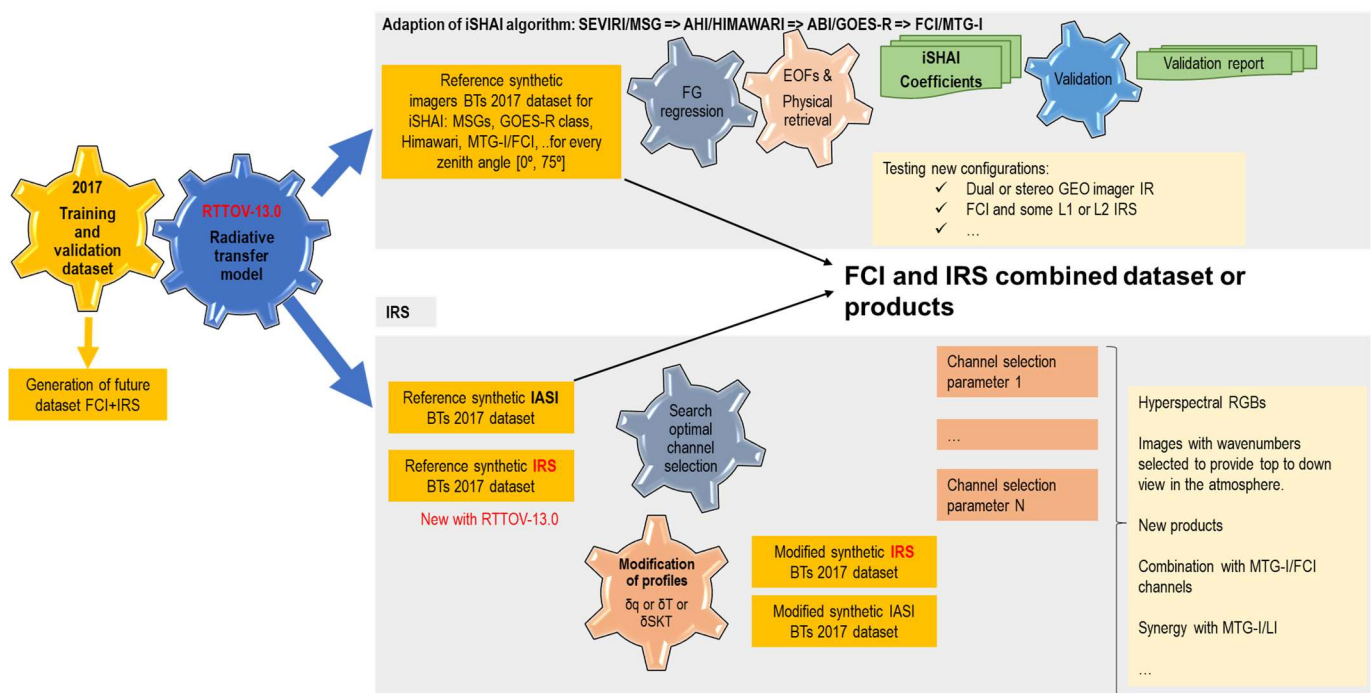 Adaption of iSHAI algorithm: SEVIRI/MSG => AHI/HIMAWARI => ABI/GOES-R => FCI/MTG-I
Reference synthetic
imagers BTs 2017 dataset for
iSHAI: MSGs, GOES-R class,
Himawari, MTG-I/FCI, ..for every
zenith angle [0º, 75º]
FG
regression
EOFs &
Physical
retrieval
iSHAI
Coefficients
Validation
Validation report
Testing new configurations:
✓ Dual or stereo GEO imager IR
✓ FCI and some L1 or L2 IRS
✓ ...
2017
Training
and
validation
dataset
RTTOV-13.0
Radiative
transfer
model
Generation of future
dataset FCI+IRS
FCI and IRS combined dataset or
products
IRS
Reference synthetic IASI
BTs 2017 dataset
Reference synthetic IRS
BTs 2017 dataset
New with RTTOV-13.0
Search
optimal
channel
selection
Modification
of profiles
δq or δT or
δSKT
Modified synthetic IRS
BTs 2017 dataset
Modified synthetic IASI
BTs 2017 dataset
Channel selection
parameter 1
...
Channel selection
parameter N
Hyperspectral RGBs
Images with wavenumbers
selected to provide top to down
view in the atmosphere.
New products
Combination with MTG-I/FCI
channels
Synergy with MTG-I/LI
...